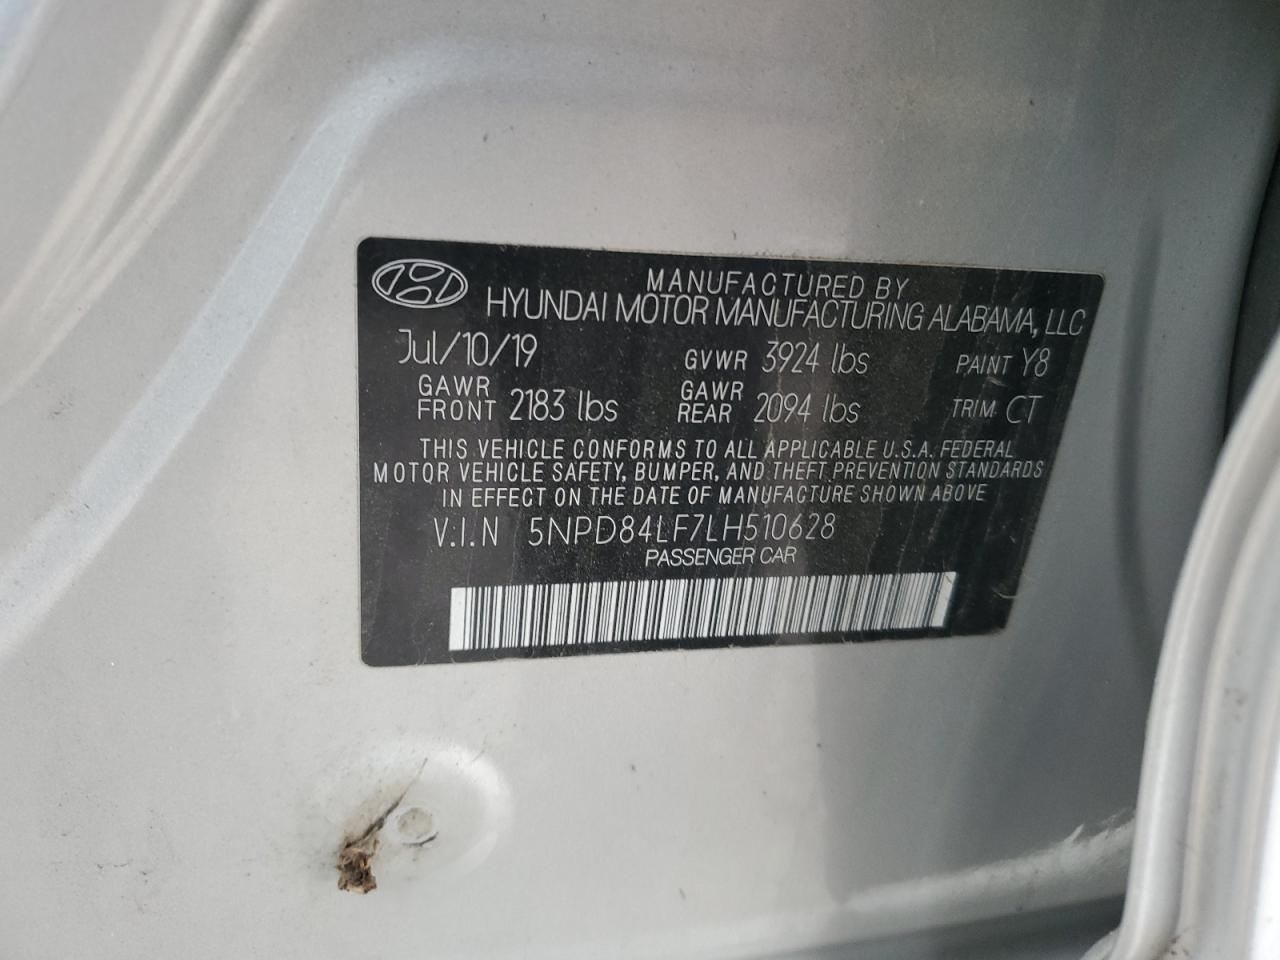 MANUFACTURED BY
HYUNDAI MOTOR MANUFACTURING ALABAMA, LLC
Jul/10/19 GVWR 3924 lbs PAINT Y8
GAWR FRONT 2183 lbs GAWR REAR 2094 lbs TRIM CT
THIS VEHICLE CONFORMS TO ALL APPLICABLE U.S.A. FEDERAL
MOTOR VEHICLE SAFETY, BUMPER, AND THEFT PREVENTION STANDARDS
IN EFFECT ON THE DATE OF MANUFACTURE SHOWN ABOVE
V.I.N 5NPD84LF7LH510628
PASSENGER CAR